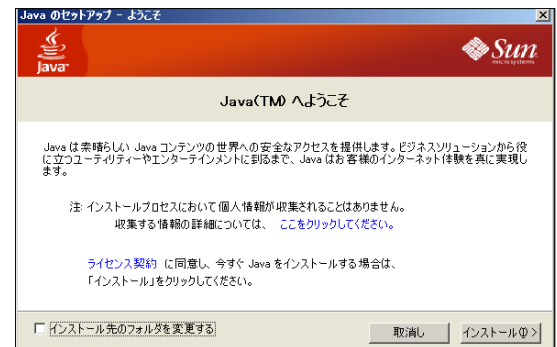 Java のセットアップ - ようこそ
Java
Sun
microsystems
Java(TM) へようこそ
Java は素晴らしい Java コンテンツの世界への安全なアクセスを提供します。ビジネスソリューションから役
に立つユーティリティーやエンターテインメントに到るまで、Java はお客様のインターネット体験を真に実現し
ます。
注: インストールプロセスにおいて個人情報が収集されることはありません。
収集する情報の詳細については、 ここをクリックしてください。
ライセンス契約 に同意し、今すぐ Java をインストールする場合は、
「インストール」をクリックしてください。
インストール先のフォルダを変更する
取消し
インストール(I) >